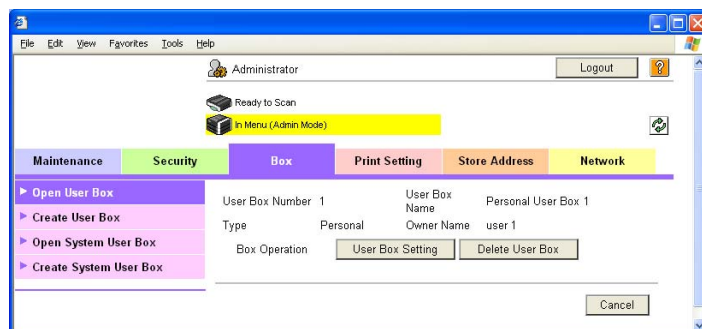 File Edit View Favorites Tools Help
Administrator Logout ?
Ready to Scan
In Menu (Admin Mode)
Maintenance Security Box Print Setting Store Address Network
Open User Box
Create User Box
Open System User Box
Create System User Box
User Box Number 1 User Box Name Personal User Box 1
Type Personal Owner Name user 1
Box Operation User Box Setting Delete User Box
Cancel